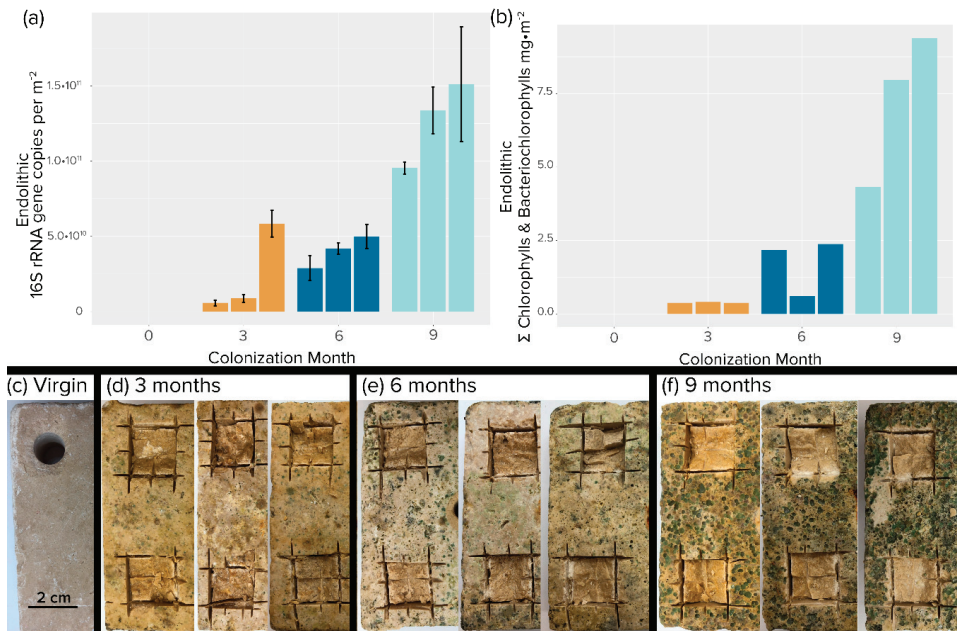 (a)
Endolithic
16S rRNA gene copies per m⁻²
1.5•10¹¹
1.0•10¹¹
5.0•10¹⁰
0
0 3 6 9
Colonization Month
(b)
Endolithic
Σ Chlorophylls & Bacteriochlorophylls mg•m⁻²
7.5
5.0
2.5
0.0
0 3 6 9
Colonization Month
(c) Virgin
2 cm
(d) 3 months
(e) 6 months
(f) 9 months